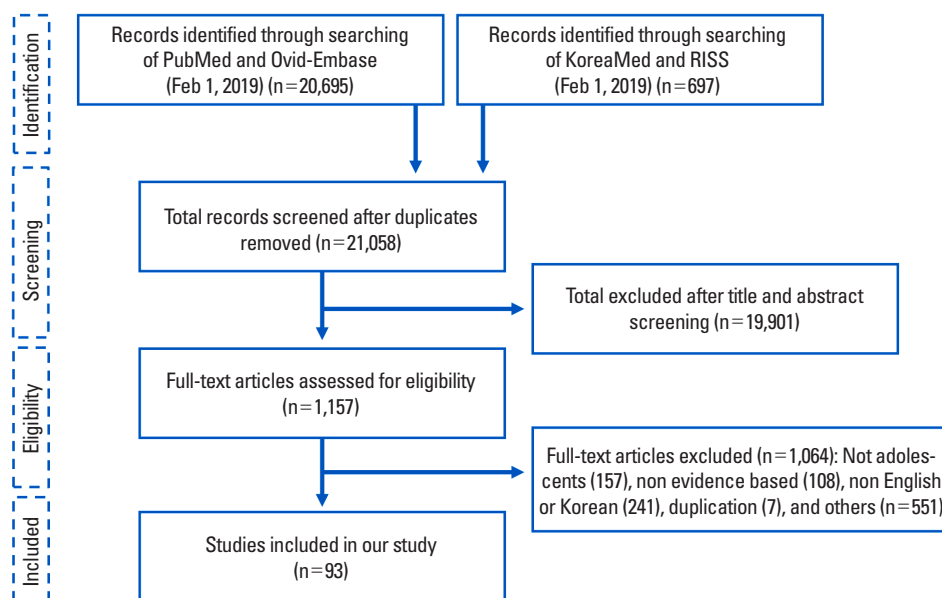 Identification
Records identified through searching
of PubMed and Ovid-Embase
(Feb 1, 2019) (n=20,695)
Records identified through searching
of KoreaMed and RISS
(Feb 1, 2019) (n=697)
Screening
Total records screened after duplicates
removed (n=21,058)
Total excluded after title and abstract
screening (n=19,901)
Eligibility
Full-text articles assessed for eligibility
(n=1,157)
Full-text articles excluded (n=1,064): Not adoles-
cents (157), non evidence based (108), non English
or Korean (241), duplication (7), and others (n=551)
Included
Studies included in our study
(n=93)